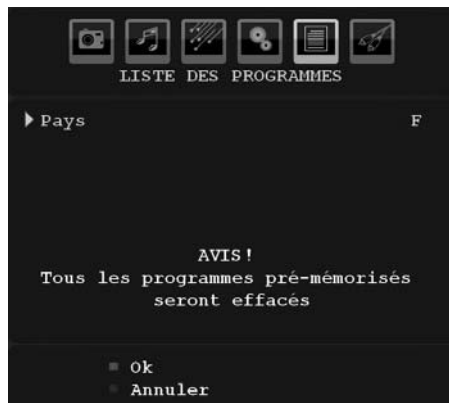 LISTE DES PROGRAMMES
Pays F
AVIS!
Tous les programmes pré-mémorisés
seront effacés
Ok
Annuler